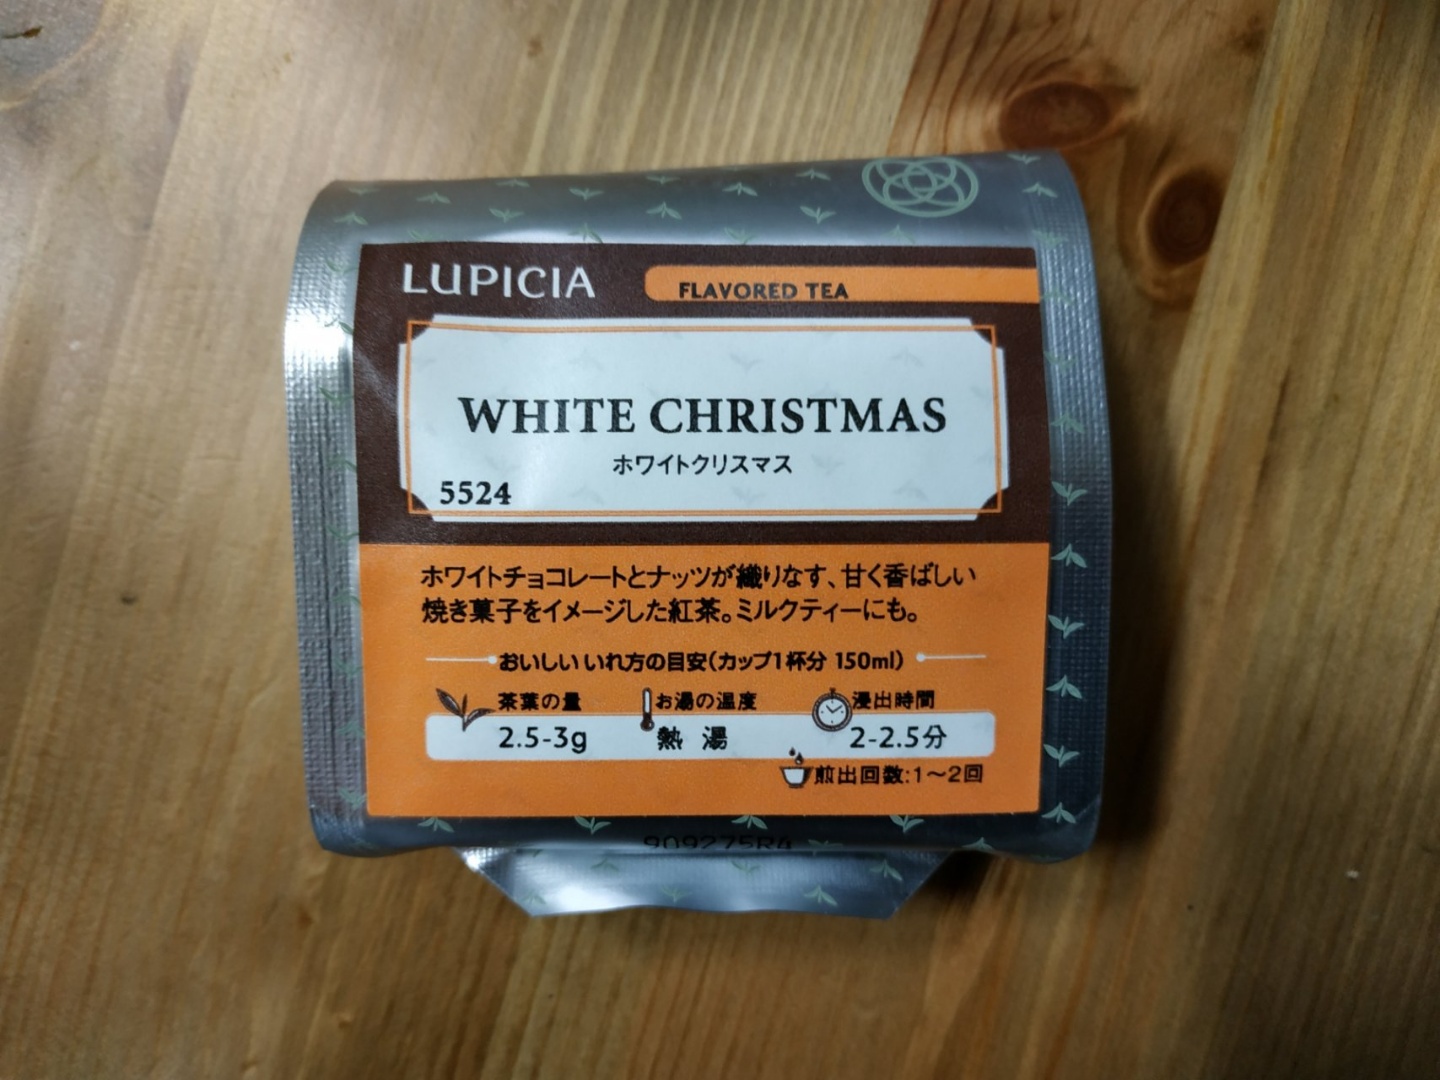 LUPICIA
FLAVORED TEA
WHITE CHRISTMAS
ホワイトクリスマス
5524
ホワイトチョコレートとナッツが織りなす、甘く香ばしい
焼き菓子をイメージした紅茶。ミルクティーにも。
おいしいいれ方の目安(カップ1杯分 150ml)
茶葉の量 お湯の温度 浸出時間
2.5-3g 熱湯 2-2.5分
煎出回数:1〜2回
909275R4